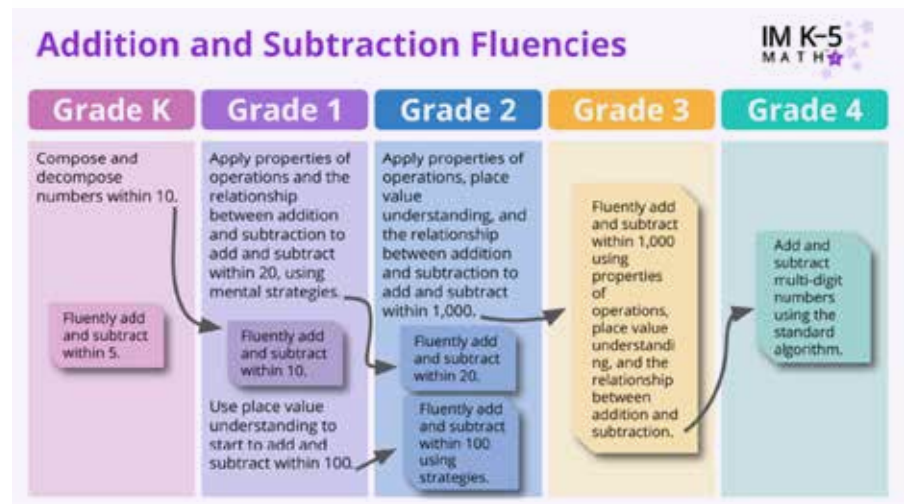 Addition and Subtraction Fluencies
IM K–5
MATH
Grade K
Grade 1
Grade 2
Grade 3
Grade 4
Compose and
decompose
numbers within 10.
Fluently add
and subtract
within 5.
Apply properties of
operations and the
relationship
between addition
and subtraction to
add and subtract
within 20, using
mental strategies.
Fluently add
and subtract
within 10.
Use place value
understanding to
start to add and
subtract within 100.
Apply properties of
operations, place
value
understanding, and
the relationship
between addition
and subtraction to
add and subtract
within 1,000.
Fluently add
and subtract
within 20.
Fluently add
and subtract
within 100
using
strategies.
Fluently add
and subtract
within 1,000
using
properties
of
operations,
place value
understandi
ng, and the
relationship
between
addition and
subtraction.
Add and
subtract
multi-digit
numbers
using the
standard
algorithm.